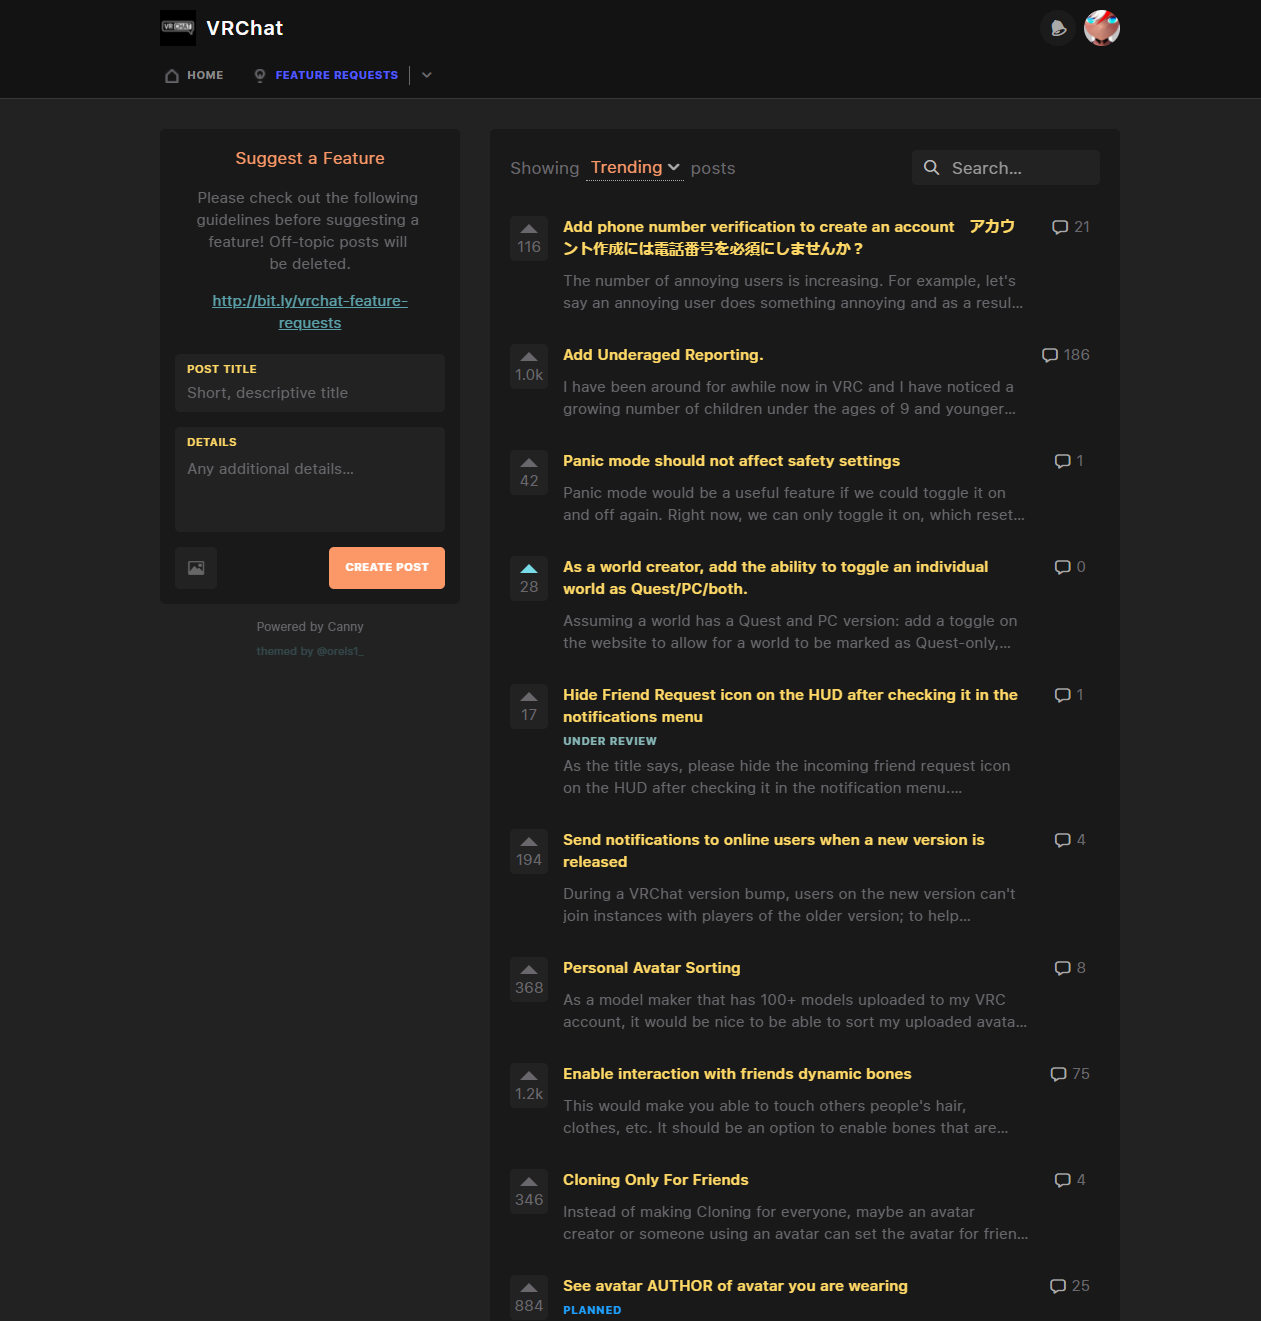 VRCHAT
VRChat
HOME
FEATURE REQUESTS
Suggest a Feature
Please check out the following
guidelines before suggesting a
feature! Off-topic posts will
be deleted.
http://bit.ly/vrchat-feature-
requests
POST TITLE
Short, descriptive title
DETAILS
Any additional details…
CREATE POST
Powered by Canny
themed by @orels1_
Showing Trending posts
Search…
116
Add phone number verification to create an account　アカウ
ント作成には電話番号を必須にしませんか？
21
The number of annoying users is increasing. For example, let's
say an annoying user does something annoying and as a resul…
1.0k
Add Underaged Reporting.
186
I have been around for awhile now in VRC and I have noticed a
growing number of children under the ages of 9 and younger…
42
Panic mode should not affect safety settings
1
Panic mode would be a useful feature if we could toggle it on
and off again. Right now, we can only toggle it on, which reset…
28
As a world creator, add the ability to toggle an individual
world as Quest/PC/both.
0
Assuming a world has a Quest and PC version: add a toggle on
the website to allow for a world to be marked as Quest-only,…
17
Hide Friend Request icon on the HUD after checking it in the
notifications menu
1
UNDER REVIEW
As the title says, please hide the incoming friend request icon
on the HUD after checking it in the notification menu.…
194
Send notifications to online users when a new version is
released
4
During a VRChat version bump, users on the new version can't
join instances with players of the older version; to help…
368
Personal Avatar Sorting
8
As a model maker that has 100+ models uploaded to my VRC
account, it would be nice to be able to sort my uploaded avata…
1.2k
Enable interaction with friends dynamic bones
75
This would make you able to touch others people's hair,
clothes, etc. It should be an option to enable bones that are…
346
Cloning Only For Friends
4
Instead of making Cloning for everyone, maybe an avatar
creator or someone using an avatar can set the avatar for frien…
884
See avatar AUTHOR of avatar you are wearing
25
PLANNED